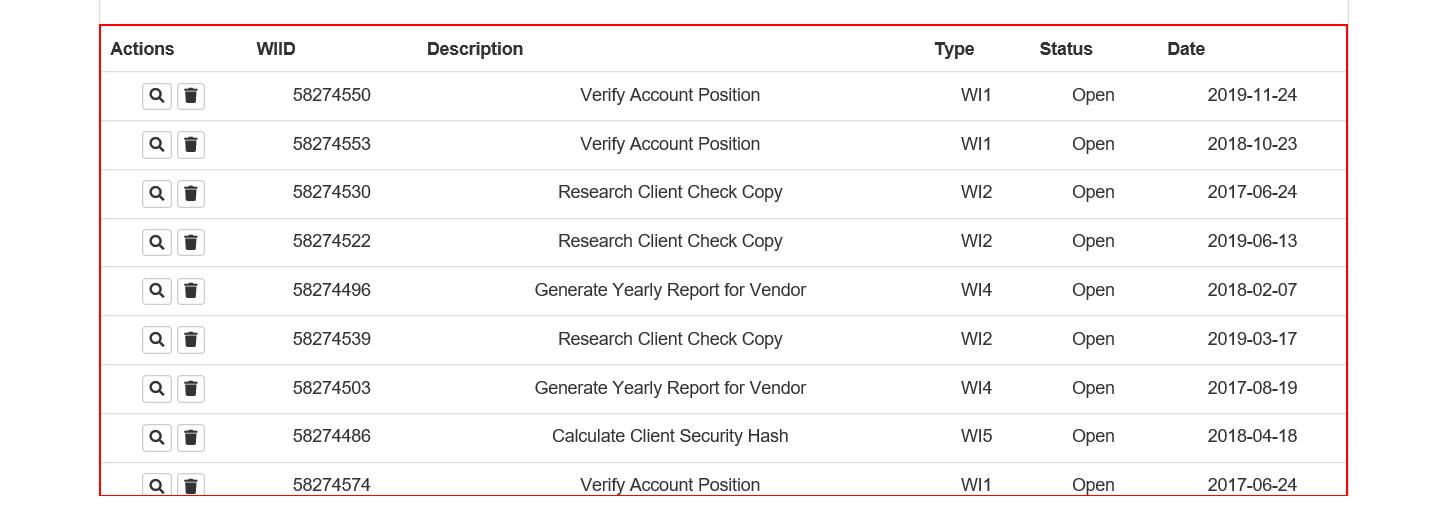 Actions WIID Description Type Status Date
58274550 Verify Account Position WI1 Open 2019-11-24
58274553 Verify Account Position WI1 Open 2018-10-23
58274530 Research Client Check Copy WI2 Open 2017-06-24
58274522 Research Client Check Copy WI2 Open 2019-06-13
58274496 Generate Yearly Report for Vendor WI4 Open 2018-02-07
58274539 Research Client Check Copy WI2 Open 2019-03-17
58274503 Generate Yearly Report for Vendor WI4 Open 2017-08-19
58274486 Calculate Client Security Hash WI5 Open 2018-04-18
58274574 Verify Account Position WI1 Open 2017-06-24